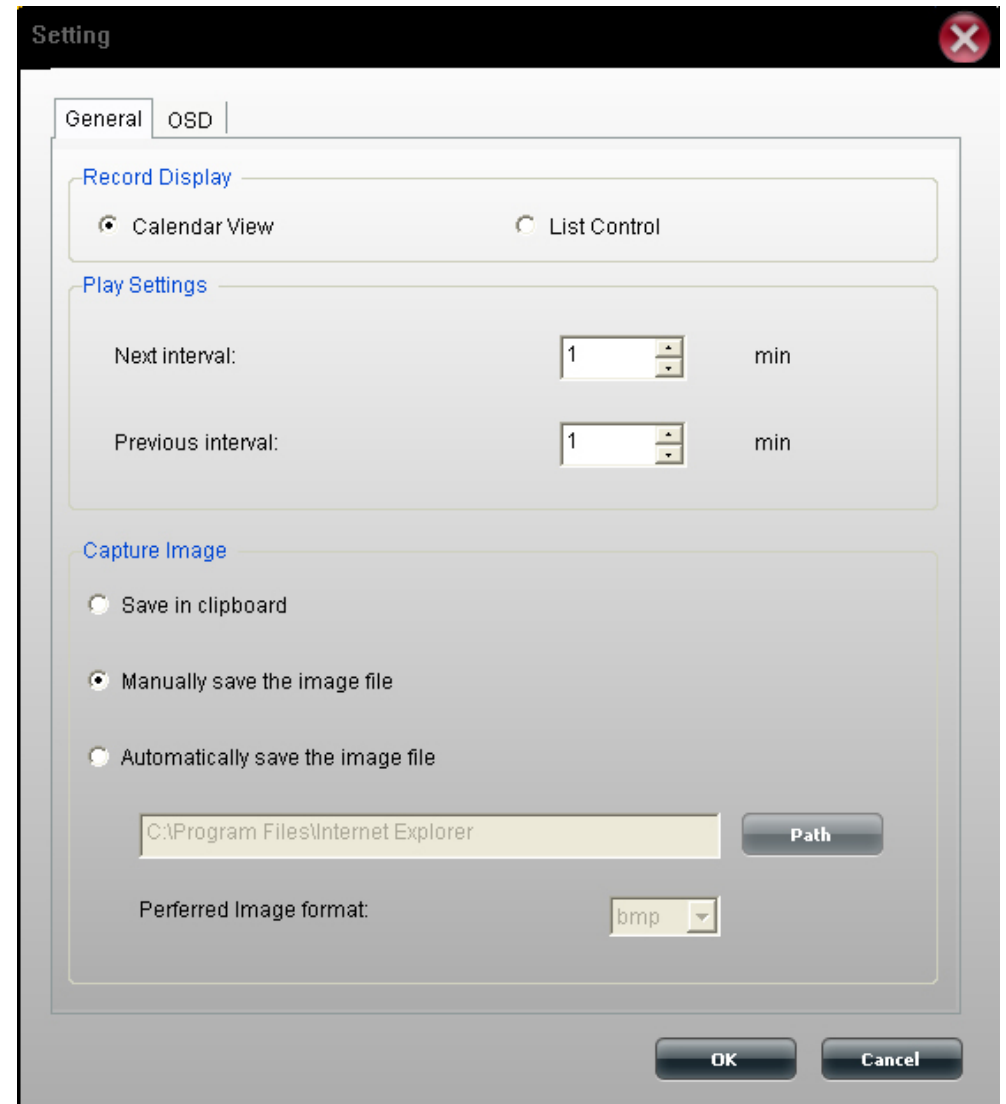 Setting
General OSD
Record Display
Calendar View List Control
Play Settings
Next interval: 1 min
Previous interval: 1 min
Capture Image
Save in clipboard
Manually save the image file
Automatically save the image file
C:\Program Files\Internet Explorer Path
Perferred Image format: bmp
OK Cancel